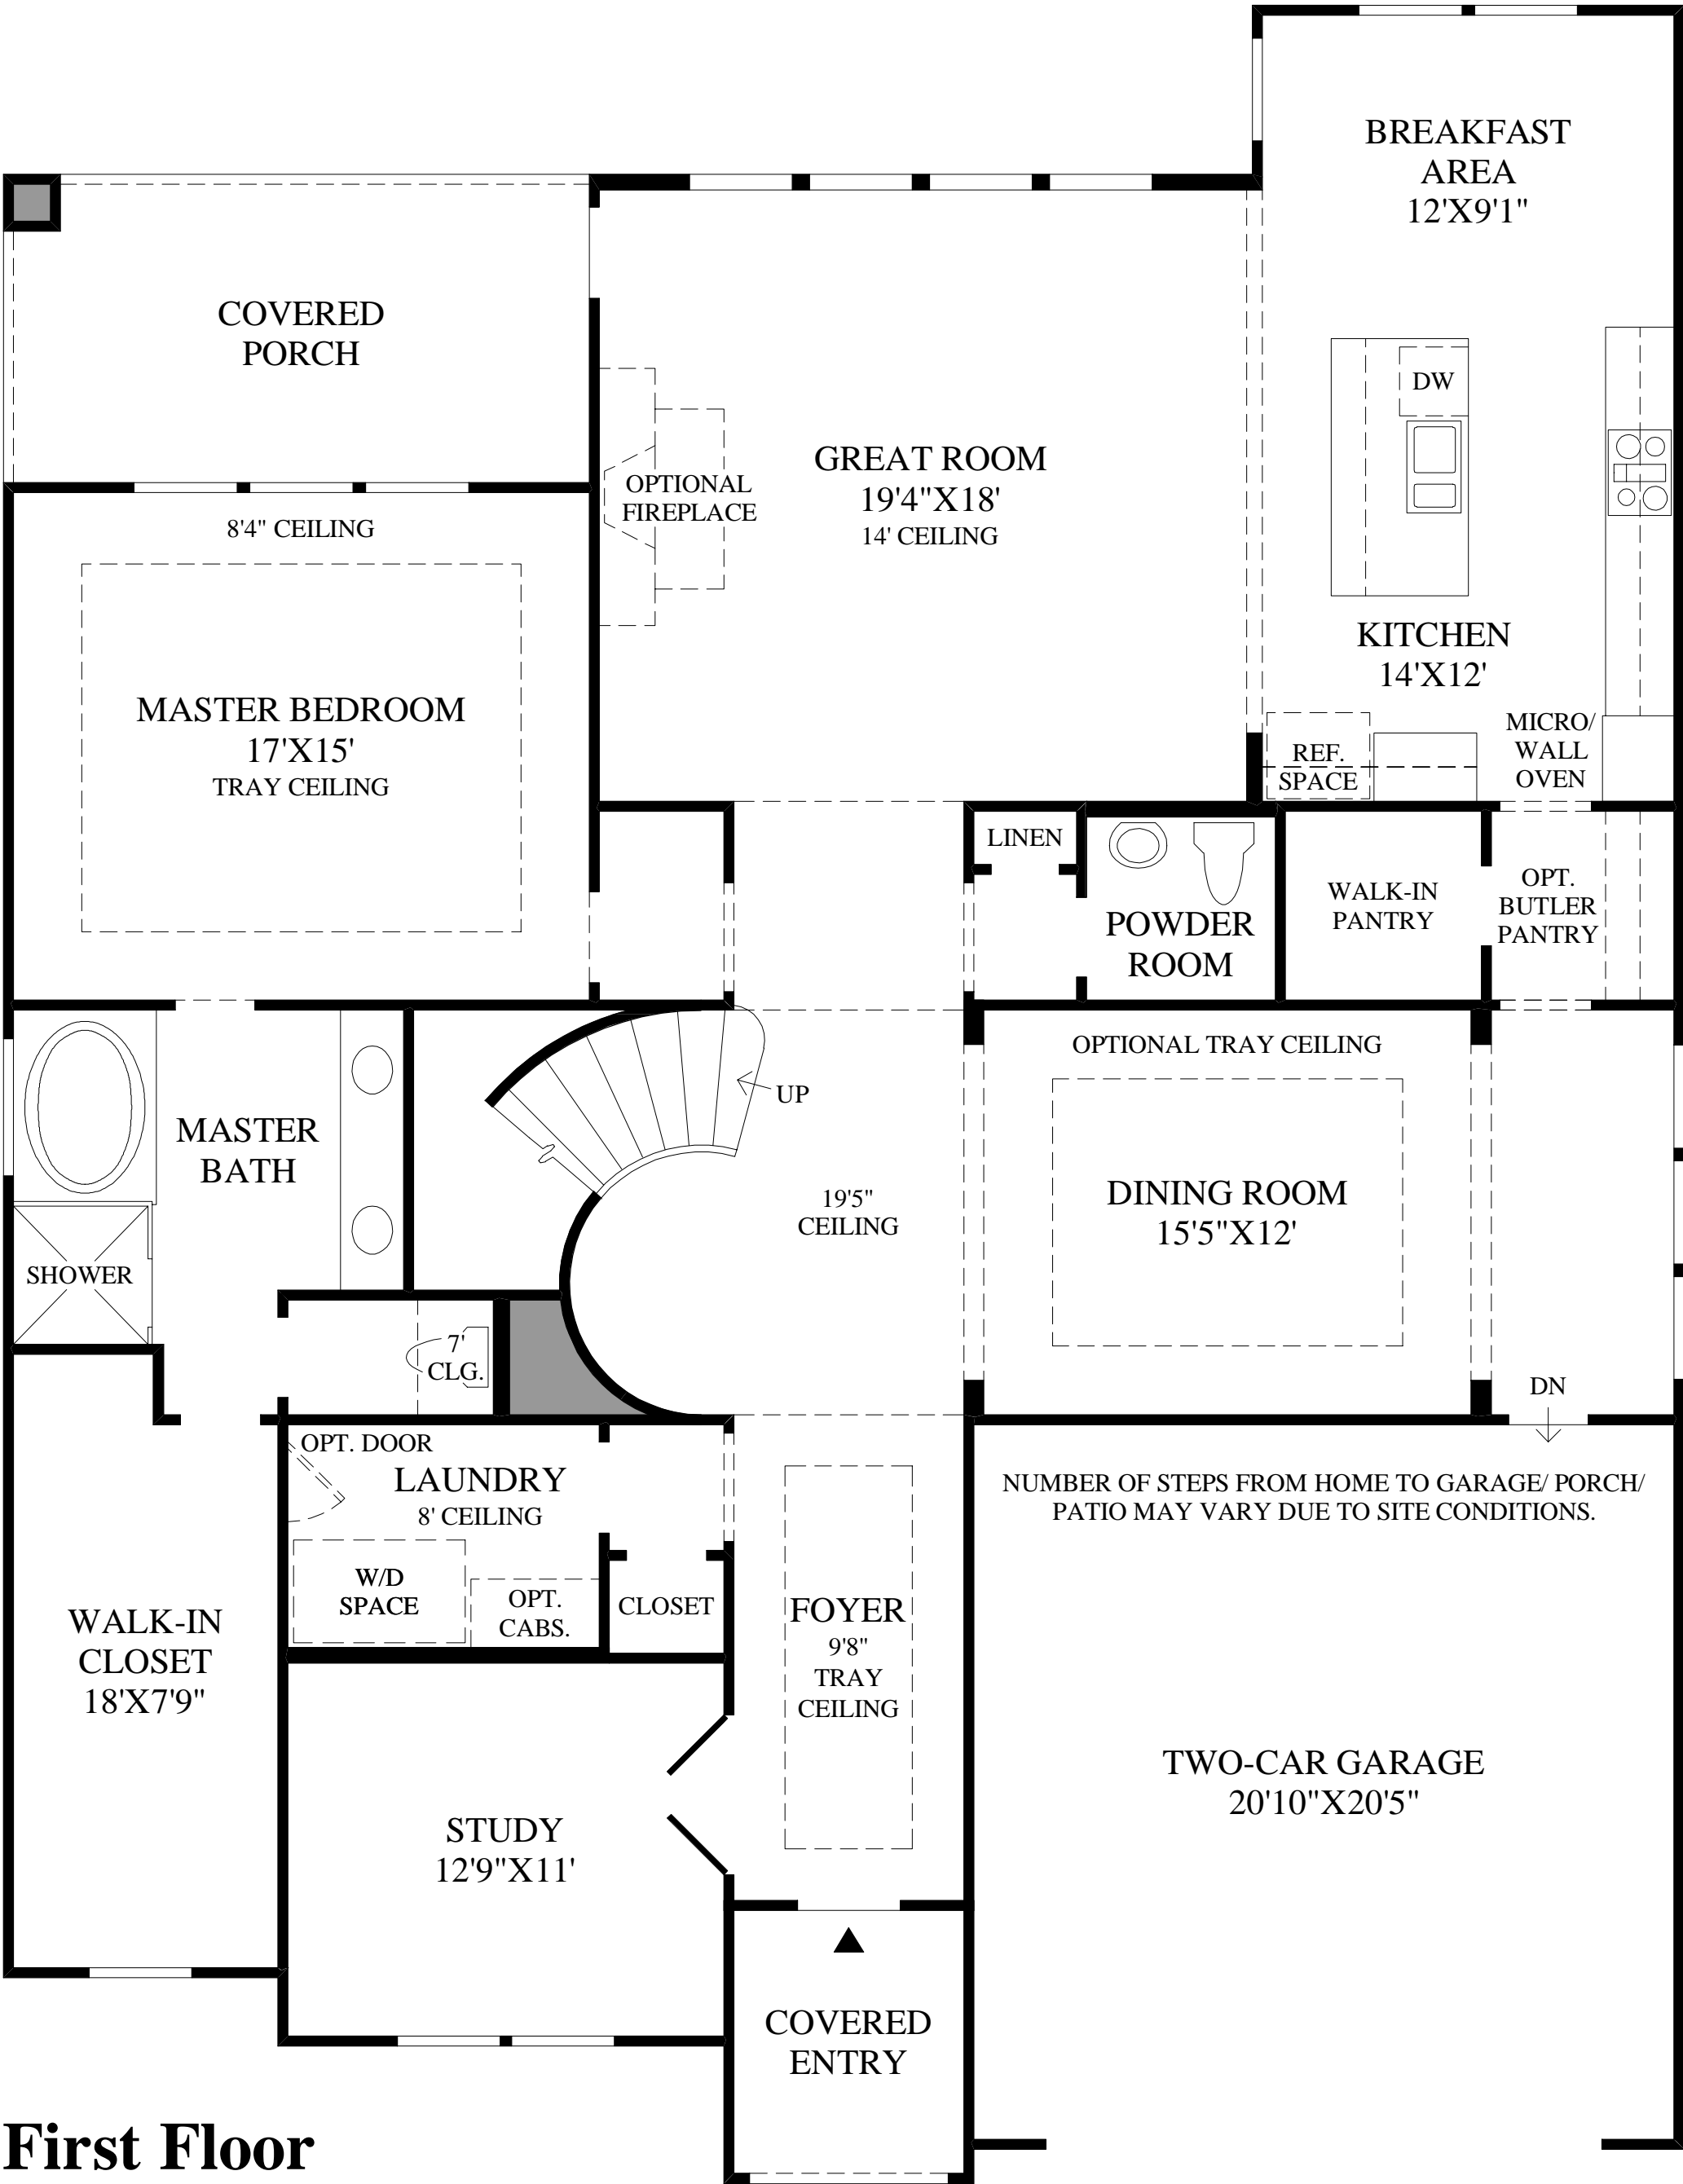 BREAKFAST
AREA
12'X9'1"
COVERED
PORCH
DW
GREAT ROOM
19'4"X18'
14' CEILING
OPTIONAL
FIREPLACE
8'4" CEILING
KITCHEN
14'X12'
MASTER BEDROOM
17'X15'
TRAY CEILING
REF.
SPACE
MICRO/
WALL
OVEN
LINEN
POWDER
ROOM
WALK-IN
PANTRY
OPT.
BUTLER
PANTRY
OPTIONAL TRAY CEILING
UP
MASTER
BATH
19'5"
CEILING
DINING ROOM
15'5"X12'
SHOWER
7'
CLG.
DN
OPT. DOOR
LAUNDRY
8' CEILING
NUMBER OF STEPS FROM HOME TO GARAGE/ PORCH/
PATIO MAY VARY DUE TO SITE CONDITIONS.
W/D
SPACE
OPT.
CABS.
CLOSET
FOYER
9'8"
TRAY
CEILING
WALK-IN
CLOSET
18'X7'9"
TWO-CAR GARAGE
20'10"X20'5"
STUDY
12'9"X11'
COVERED
ENTRY
First Floor